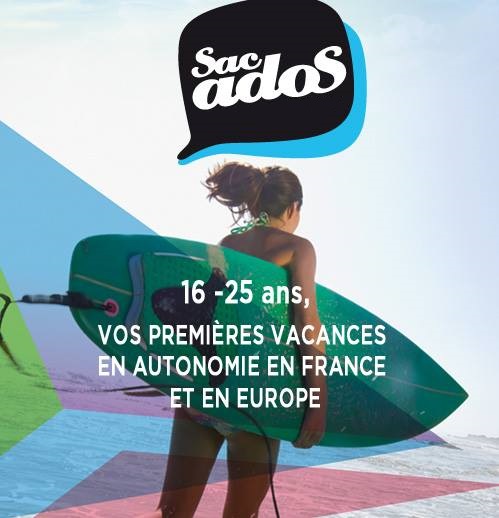 Sac
ados
16 -25 ans,
VOS PREMIÈRES VACANCES
EN AUTONOMIE EN FRANCE
ET EN EUROPE